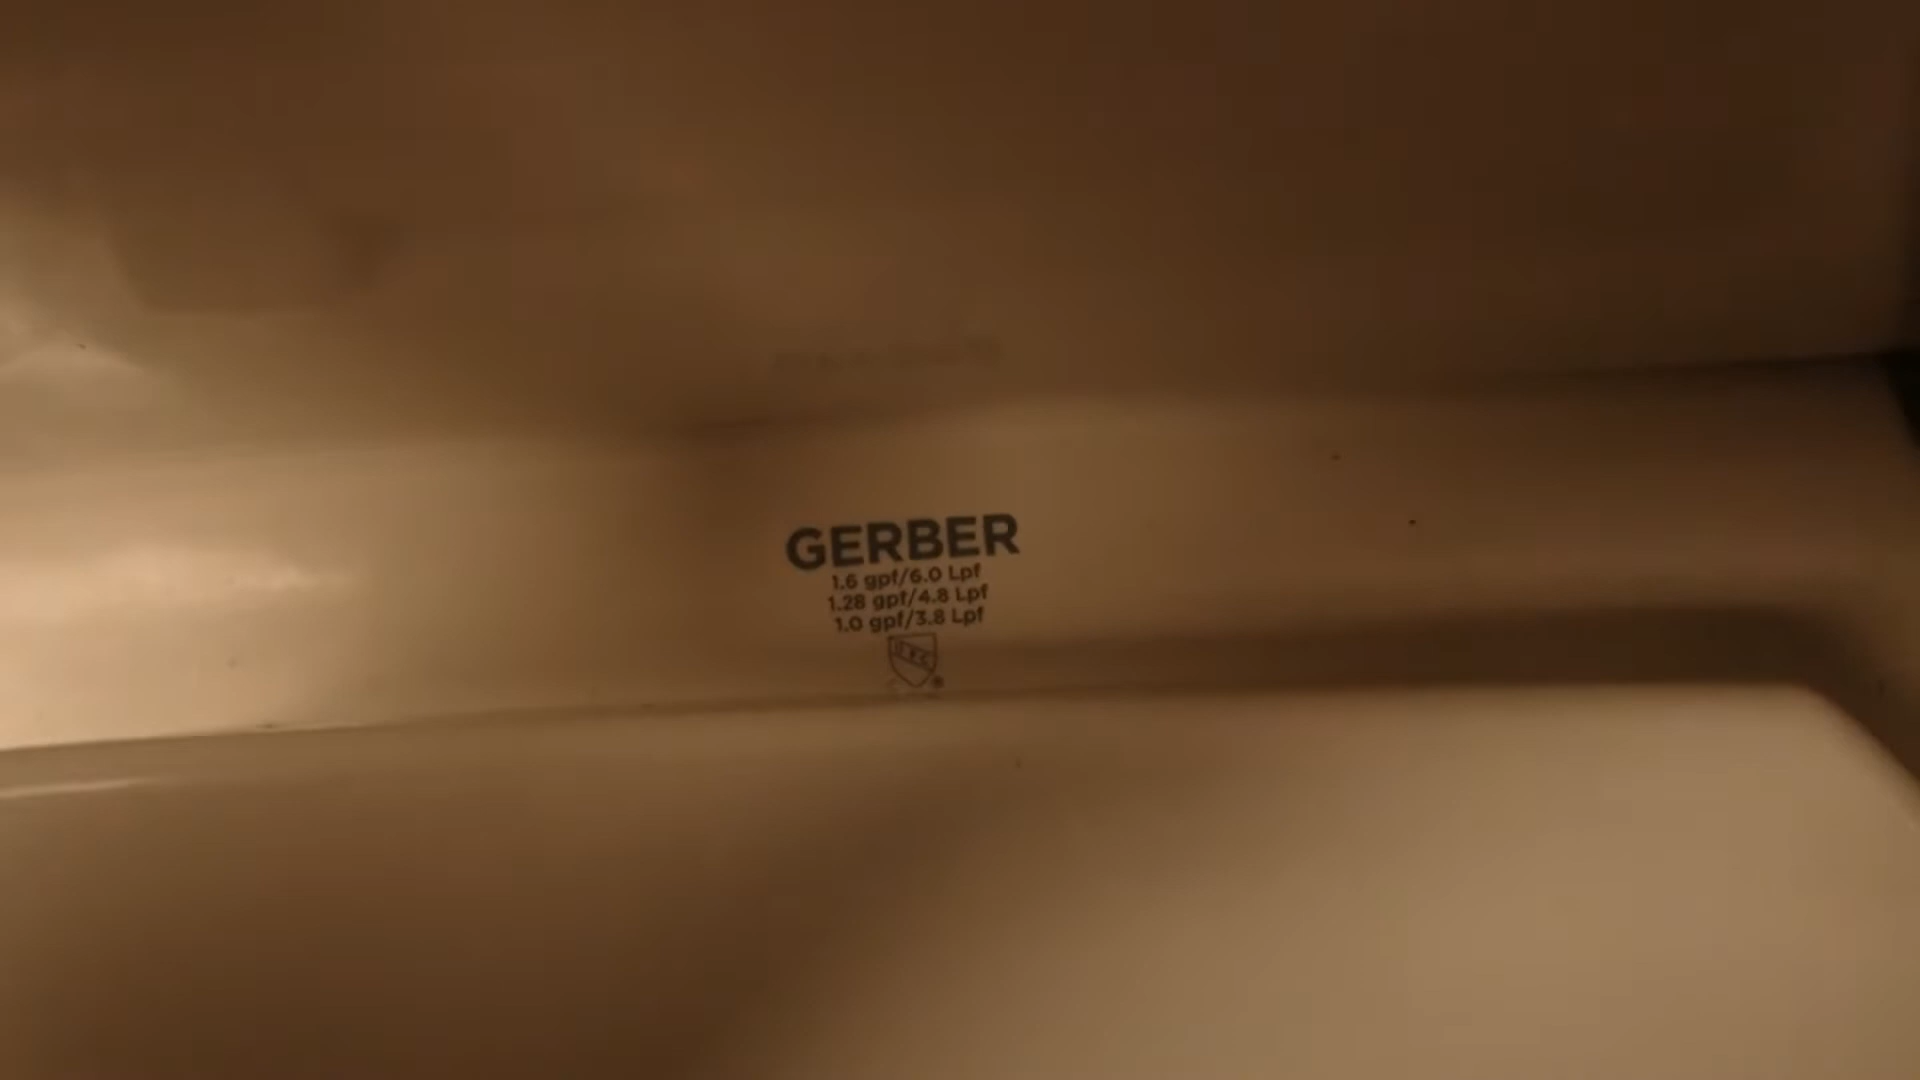 GERBER
1.6 gpf/6.0 Lpf
1.28 gpf/4.8 Lpf
1.0 gpf/3.8 Lpf